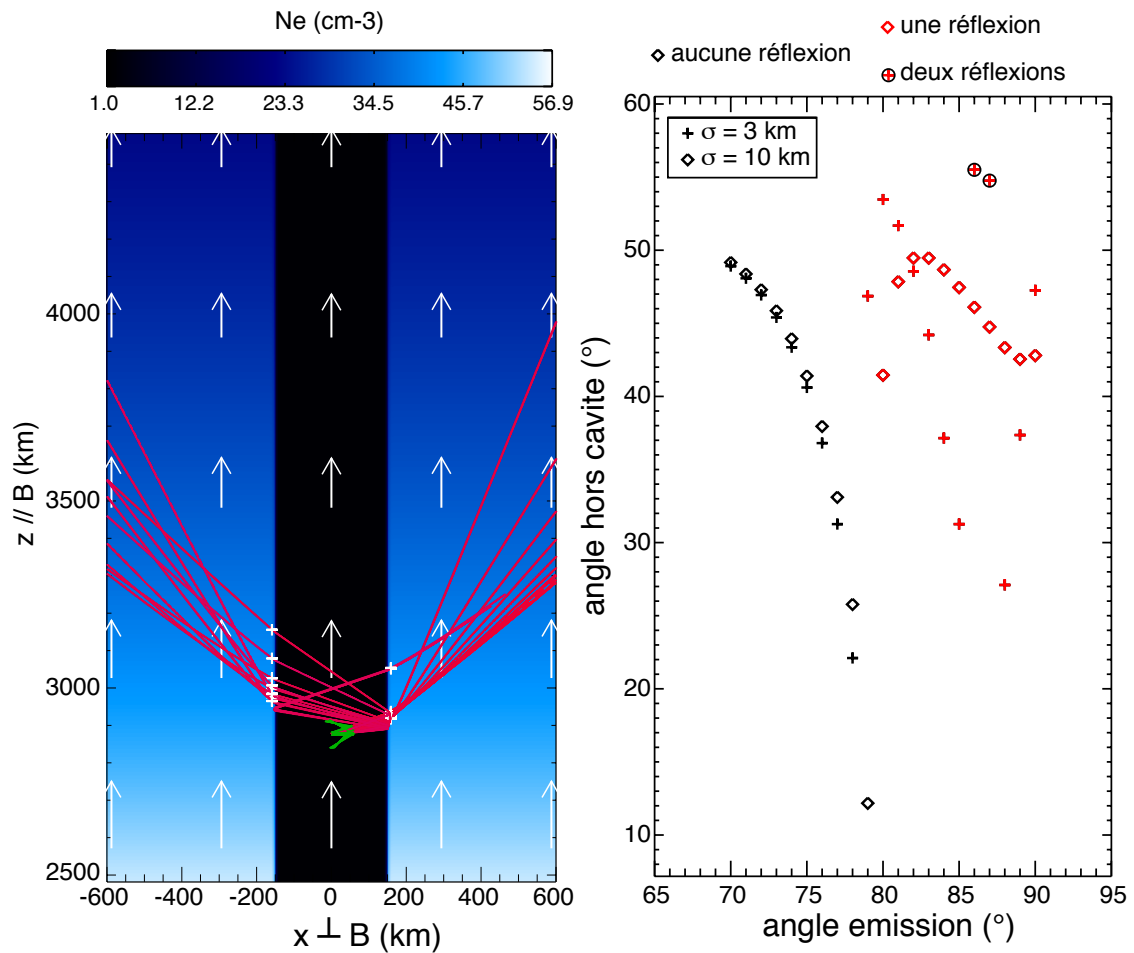 Ne (cm-3)
1.0 12.2 23.3 34.5 45.7 56.9
4000
3500
3000
2500
z // B (km)
-600 -400 -200 0 200 400 600
x ⊥ B (km)
◇ aucune réflexion
◇ une réflexion
deux réflexions
+ σ = 3 km
◇ σ = 10 km
60
50
40
30
20
10
angle hors cavite (°)
65 70 75 80 85 90 95
angle emission (°)